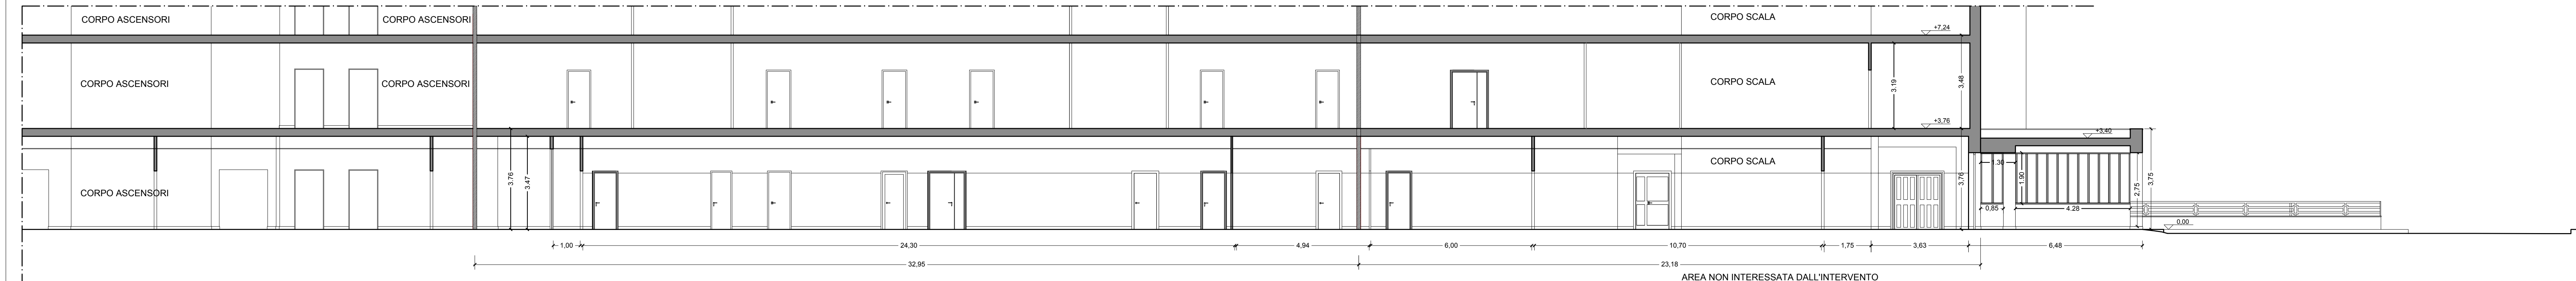 CORPO ASCENSORI
CORPO ASCENSORI
CORPO SCALA
+7,24
CORPO ASCENSORI
CORPO ASCENSORI
CORPO SCALA
3.19
3,48
+3,76
+3,40
CORPO ASCENSORI
3.76
3.47
CORPO SCALA
3,76
1.30
1.90
2,75
3,75
0,85
4.28
0,00
1,00
24,30
4,94
6,00
10,70
1,75
3,63
6,48
32,95
23,18
AREA NON INTERESSATA DALL'INTERVENTO